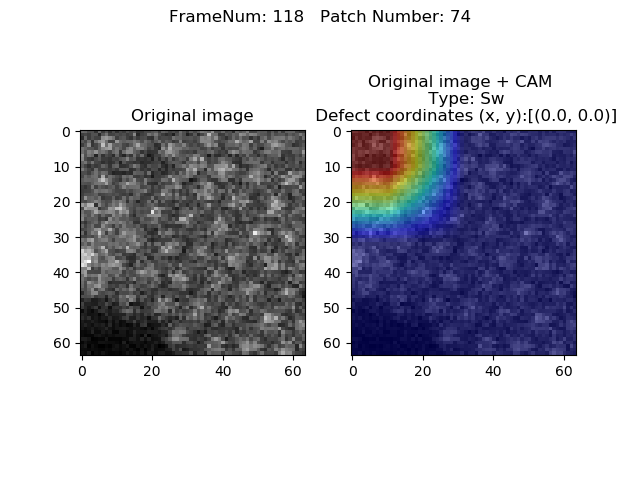 FrameNum: 118   Patch Number: 74
Original image
0
10
20
30
40
50
60
0 20 40 60
Original image + CAM
Type: Sw
Defect coordinates (x, y):[(0.0, 0.0)]
0
10
20
30
40
50
60
0 20 40 60